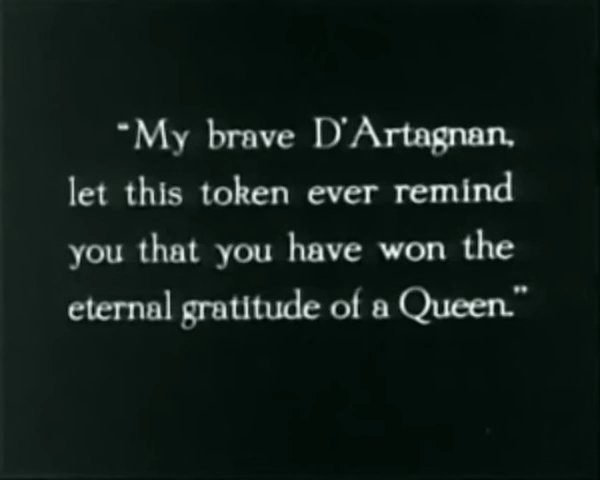 "My brave D'Artagnan,
let this token ever remind
you that you have won the
eternal gratitude of a Queen."